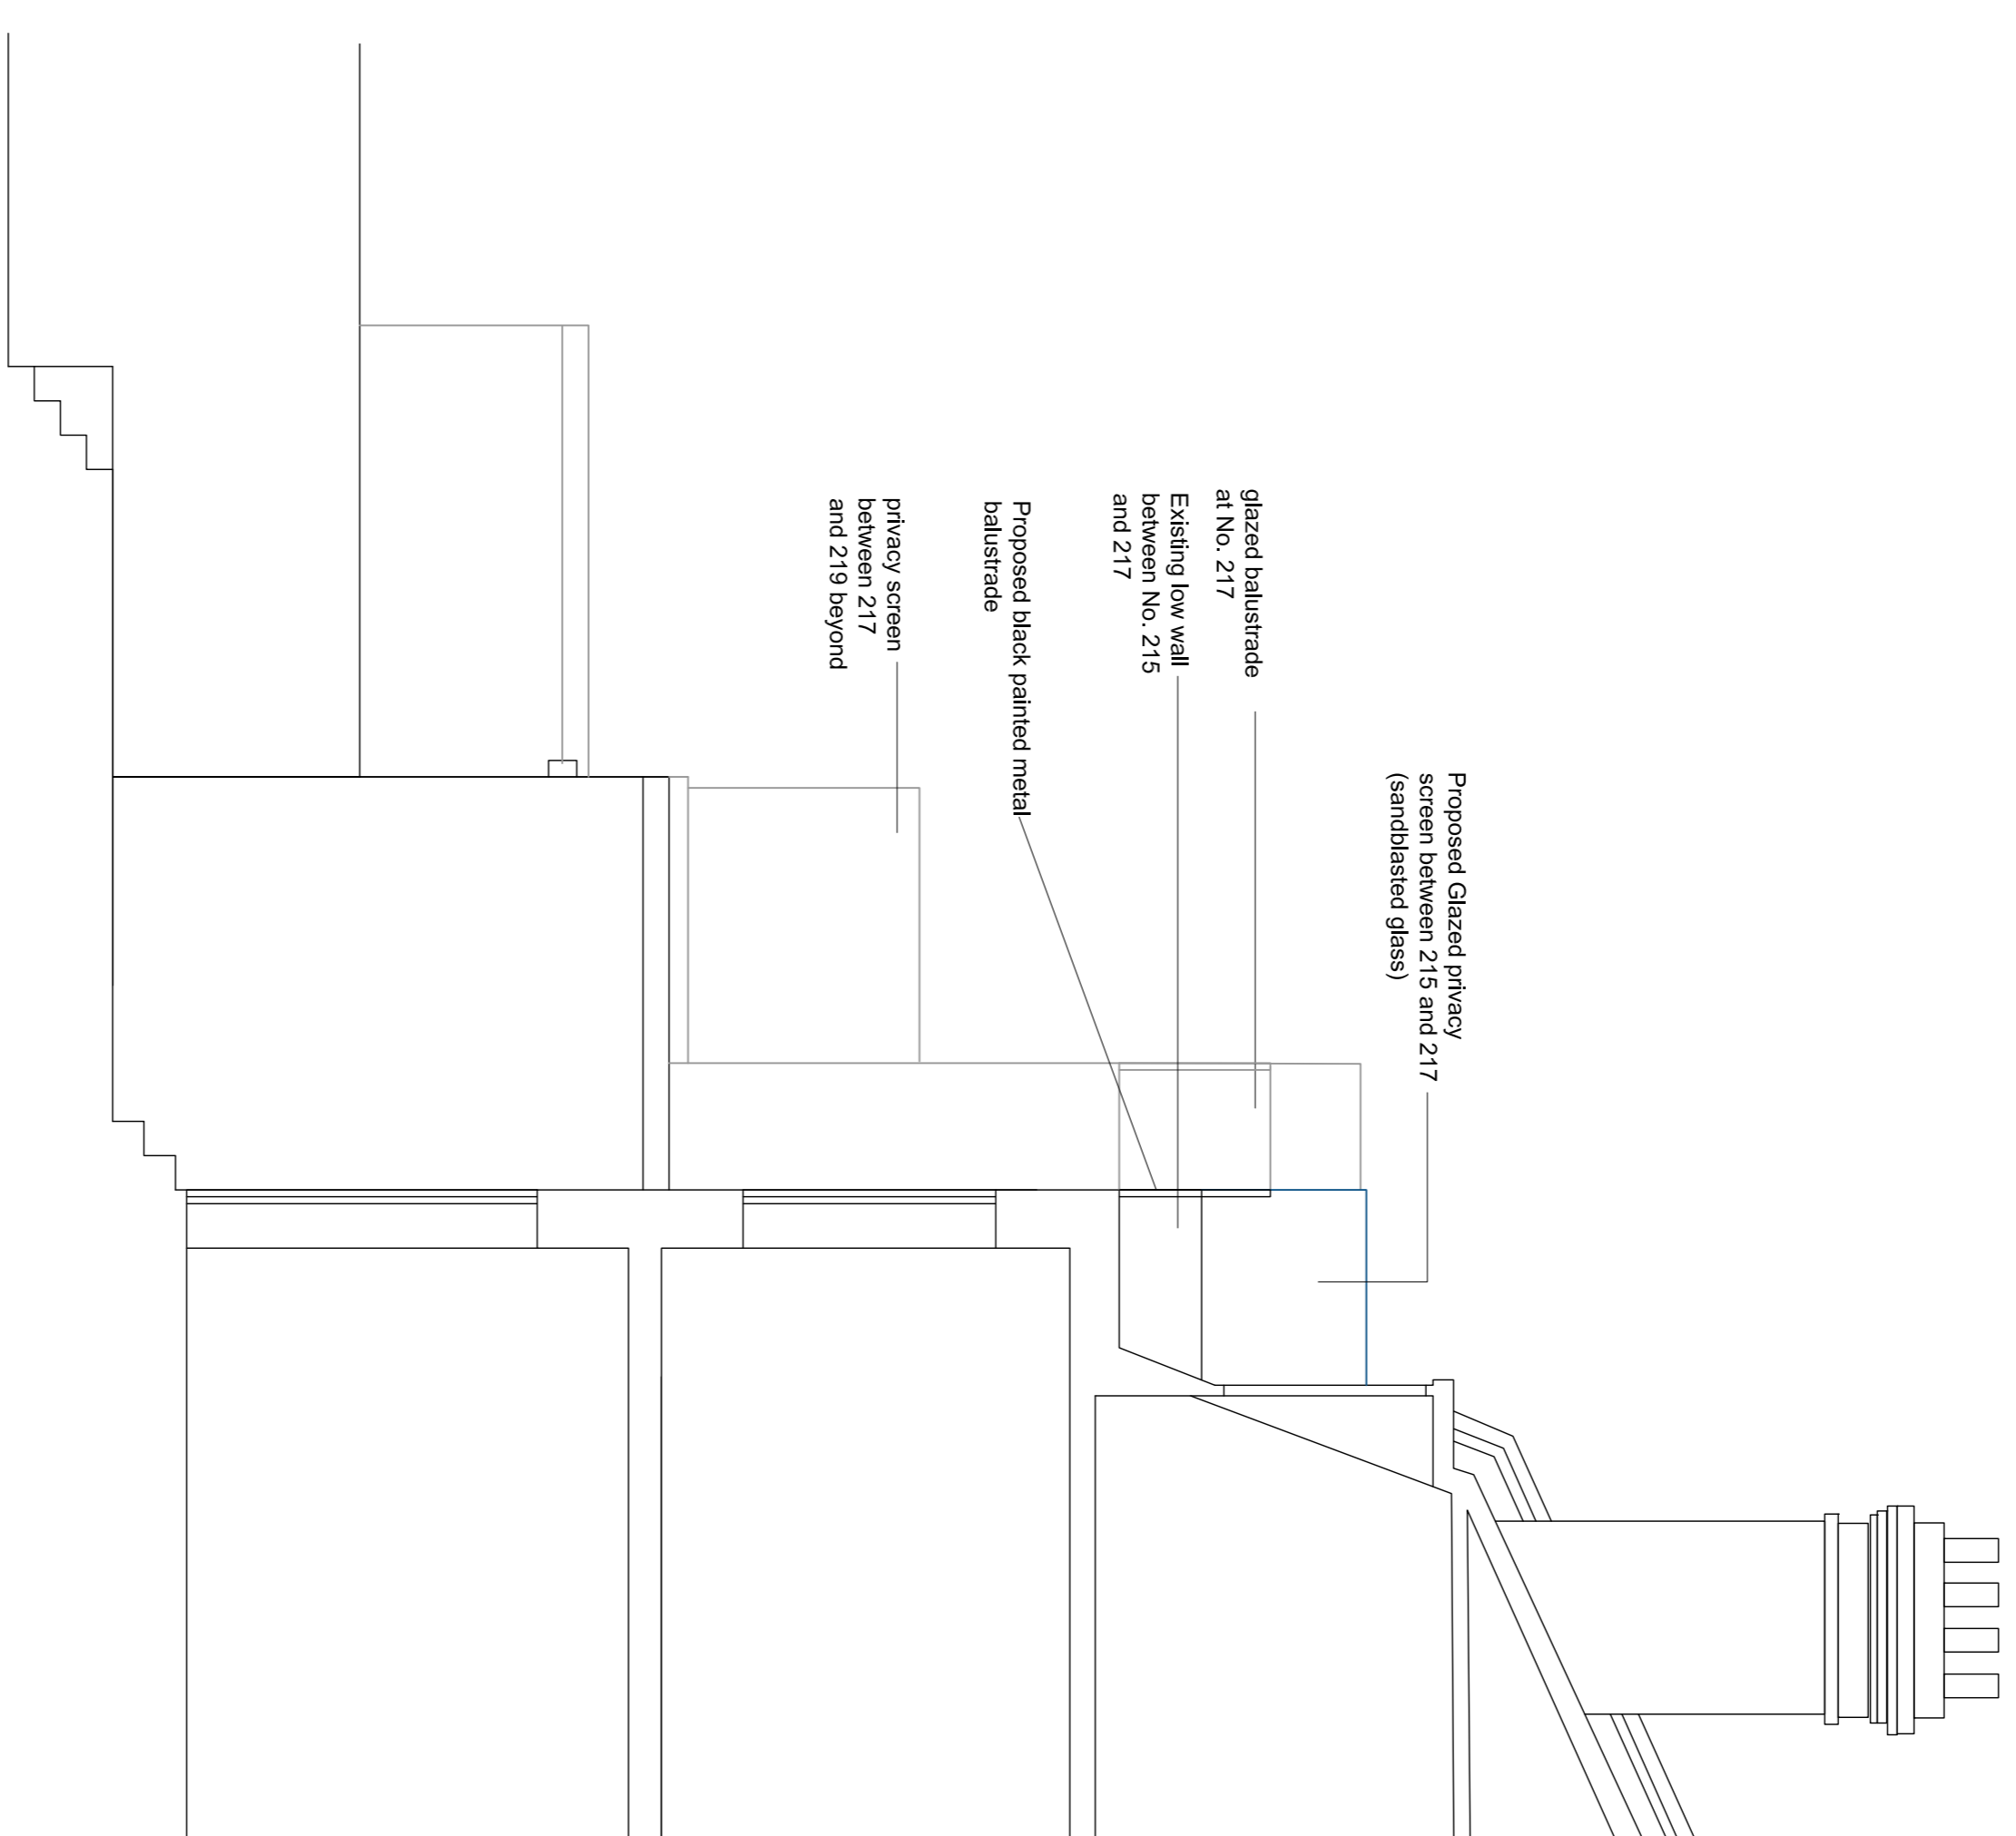 Proposed Glazed privacy
screen between 215 and 217
(sandblasted glass)
glazed balustrade
at No. 217
Existing low wall
between No. 215
and 217
Proposed black painted metal
balustrade
privacy screen
between 217
and 219 beyond